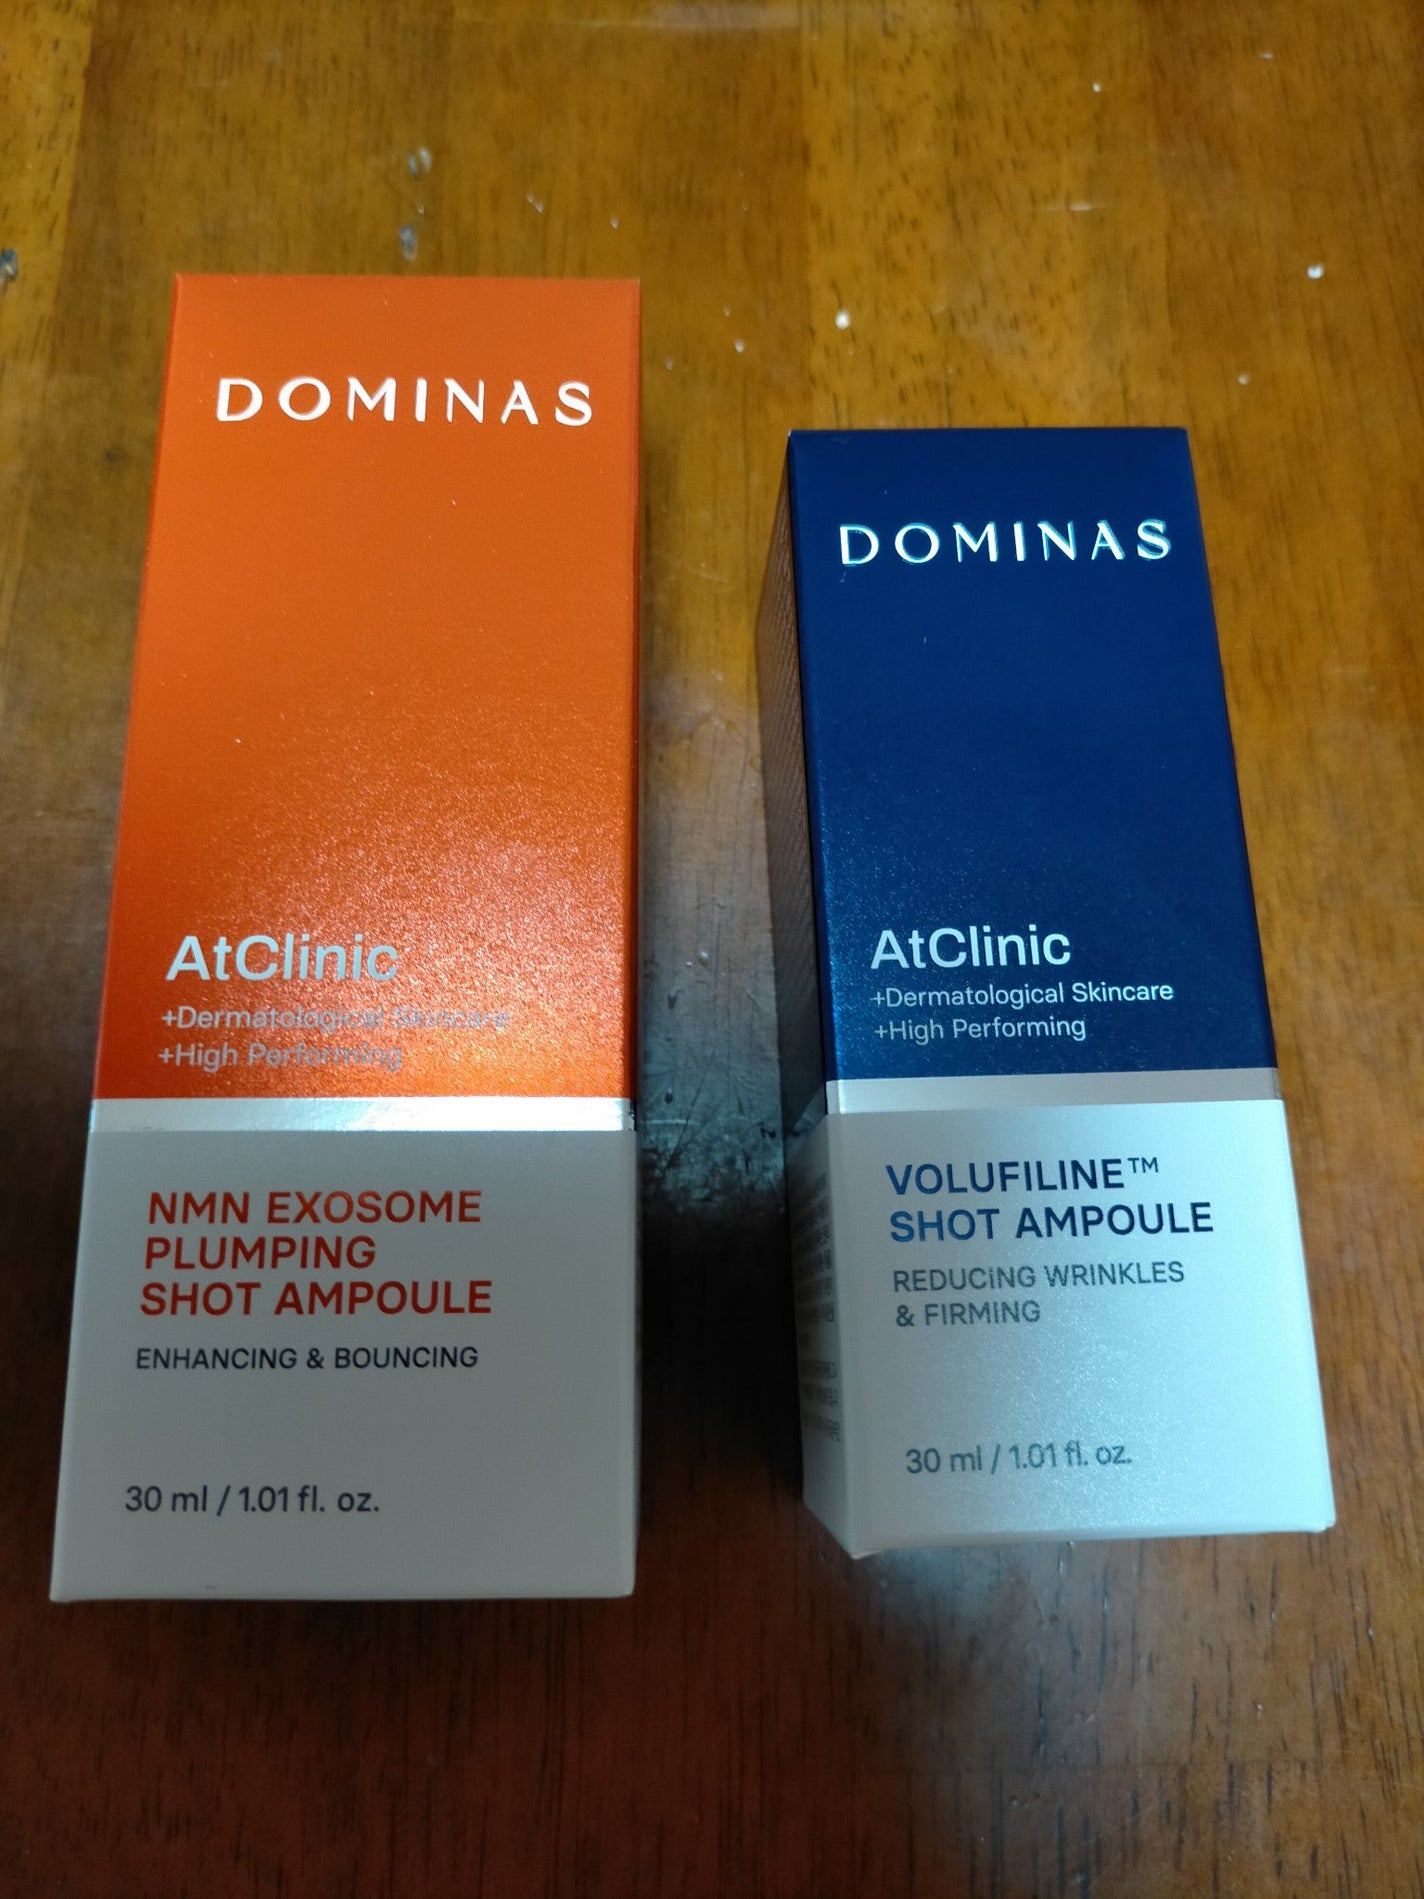 DOMINAS
AtClinic
+Dermatological Skincare
+High Performing
NMN EXOSOME
PLUMPING
SHOT AMPOULE
ENHANCING & BOUNCING
30 ml / 1.01 fl. oz.
DOMINAS
AtClinic
+Dermatological Skincare
+High Performing
VOLUFILINE™
SHOT AMPOULE
REDUCING WRINKLES
& FIRMING
30 ml / 1.01 fl. oz.